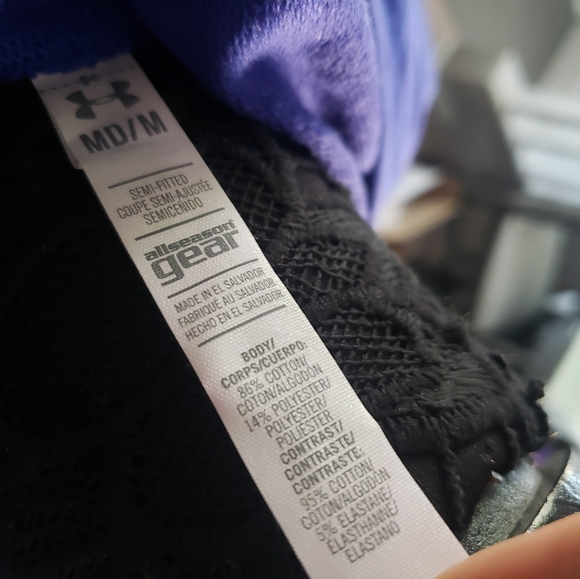 MD/M
SEMI-FITTED
COUPE SEMI-AJUSTÉE
SEMICEÑIDO
allseason
gear
MADE IN EL SALVADOR
FABRIQUE AU SALVADOR
HECHO EN EL SALVADOR
BODY/
CORPS/CUERPO:
86% COTTON/
COTON/ALGODÓN
14% POLYESTER/
POLYESTER/
POLIÉSTER
CONTRAST/
CONTRASTE/
CONTRASTE:
95% COTTON/
COTON/ALGODÓN
5% ELASTANE/
ELASTHANNE/
ELASTANO